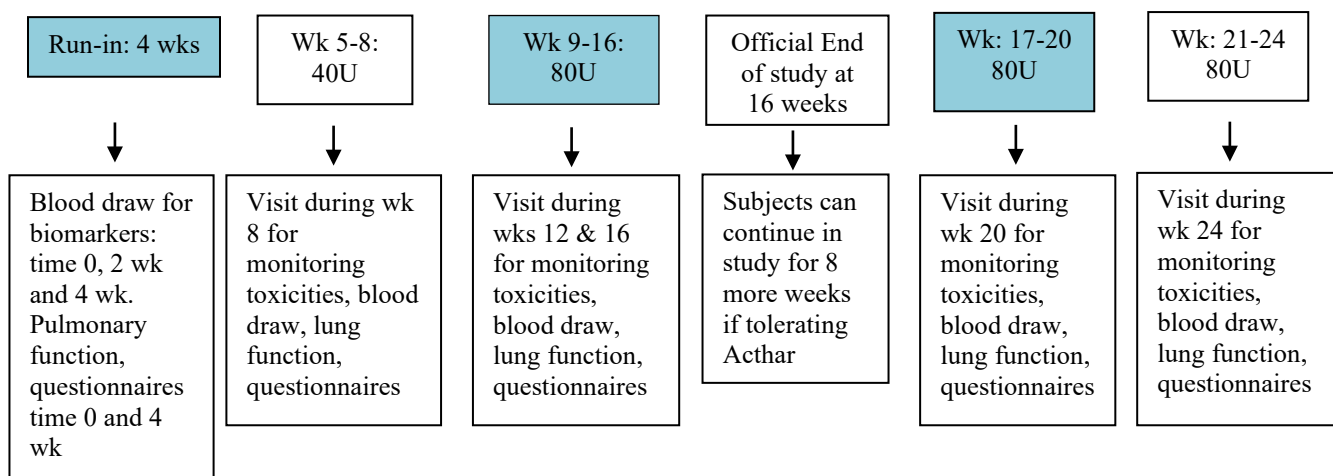 Run-in: 4 wks
Wk 5-8:
40U
Wk 9-16:
80U
Official End
of study at
16 weeks
Wk: 17-20
80U
Wk: 21-24
80U
Blood draw for
biomarkers:
time 0, 2 wk
and 4 wk.
Pulmonary
function,
questionnaires
time 0 and 4
wk
Visit during wk
8 for
monitoring
toxicities, blood
draw, lung
function,
questionnaires
Visit during
wks 12 & 16
for monitoring
toxicities,
blood draw,
lung function,
questionnaires
Subjects can
continue in
study for 8
more weeks
if tolerating
Acthar
Visit during
wk 20 for
monitoring
toxicities,
blood draw,
lung function,
questionnaires
Visit during
wk 24 for
monitoring
toxicities,
blood draw,
lung function,
questionnaires